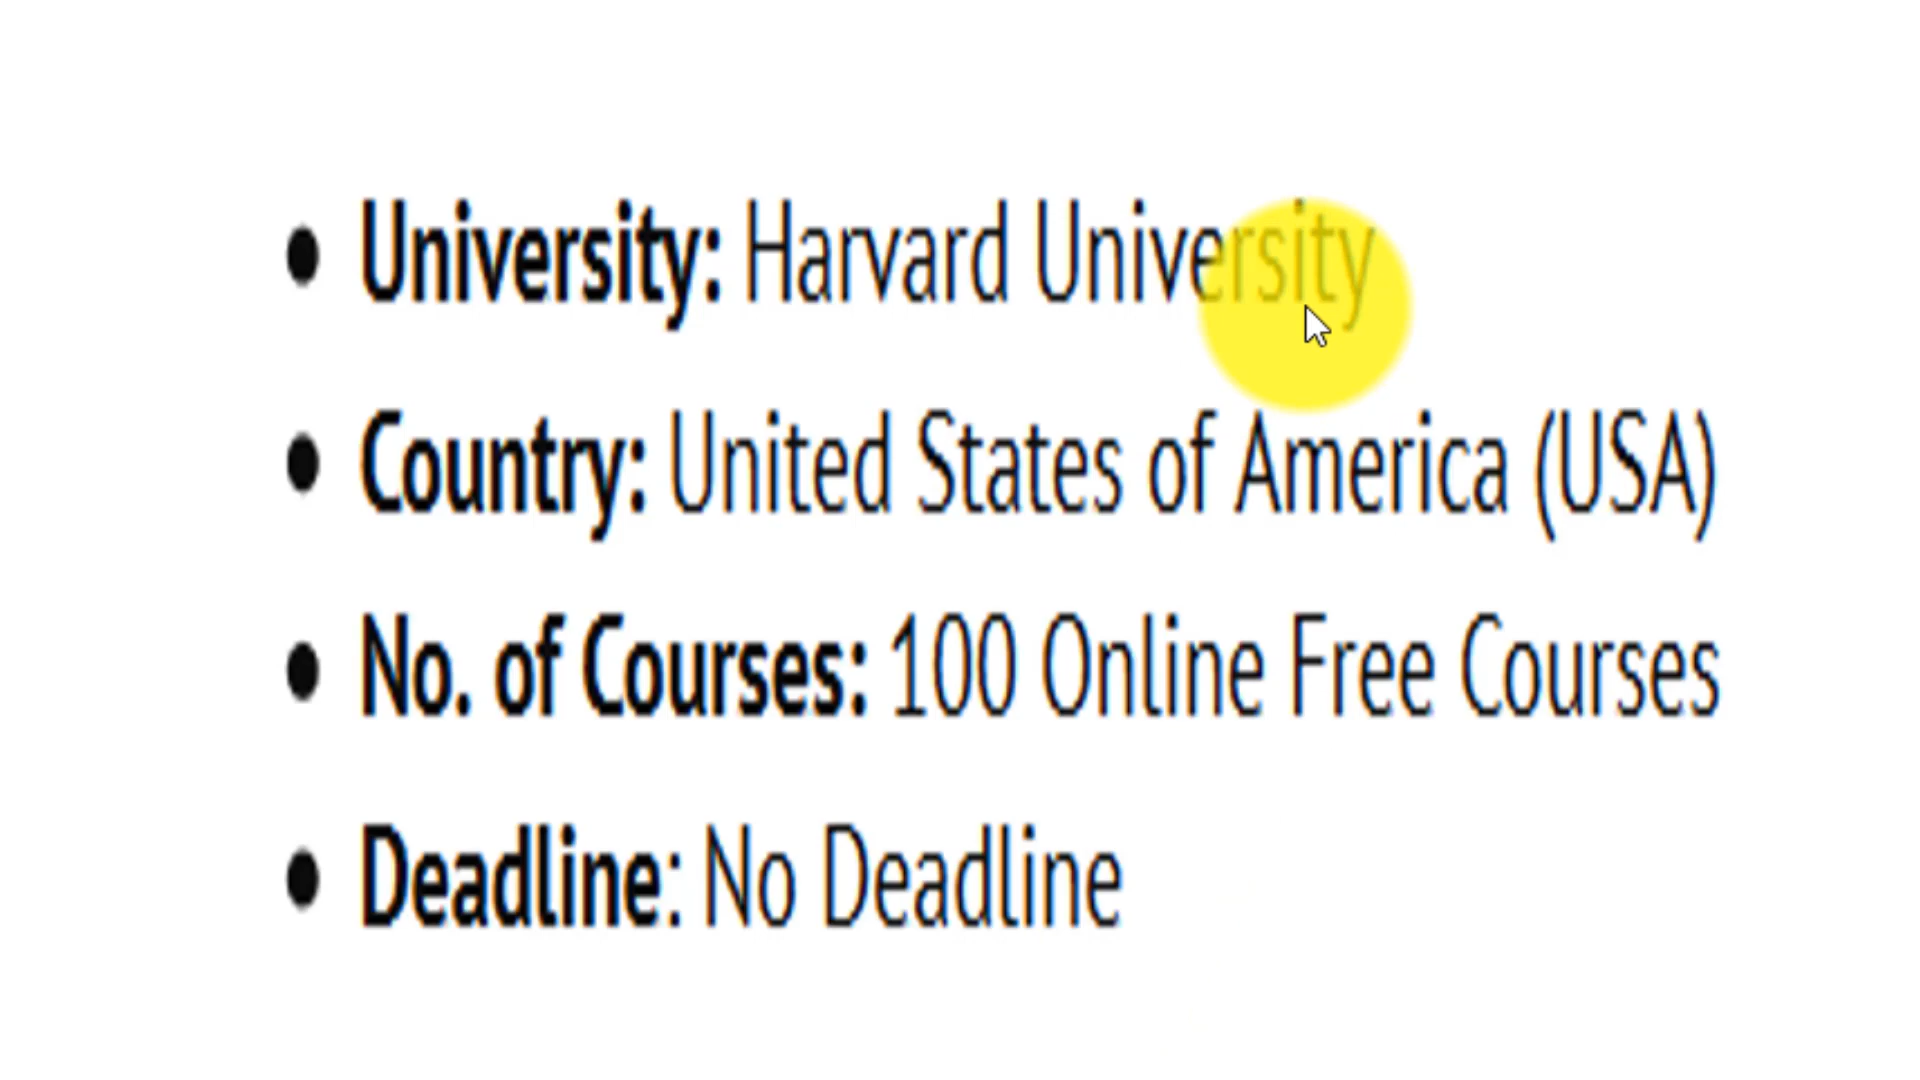 • University: Harvard University
• Country: United States of America (USA)
• No. of Courses: 100 Online Free Courses
• Deadline: No Deadline